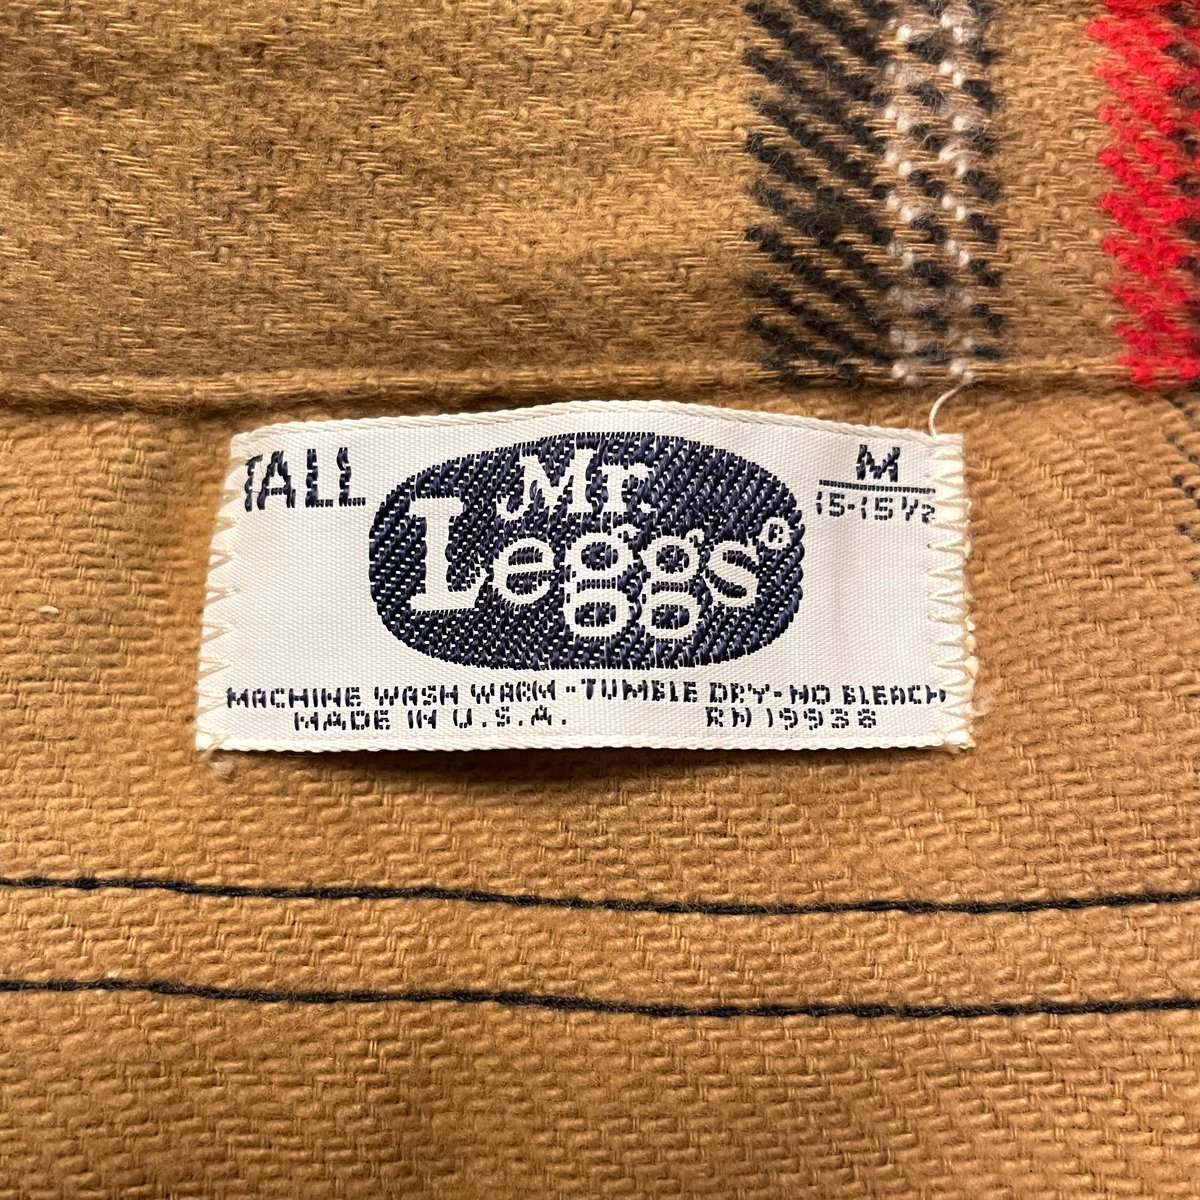 TALL
Mr.
Leggs®
M
15-15½
MACHINE WASH WARM - TUMBLE DRY - NO BLEACH
MADE IN U.S.A. RN 19938